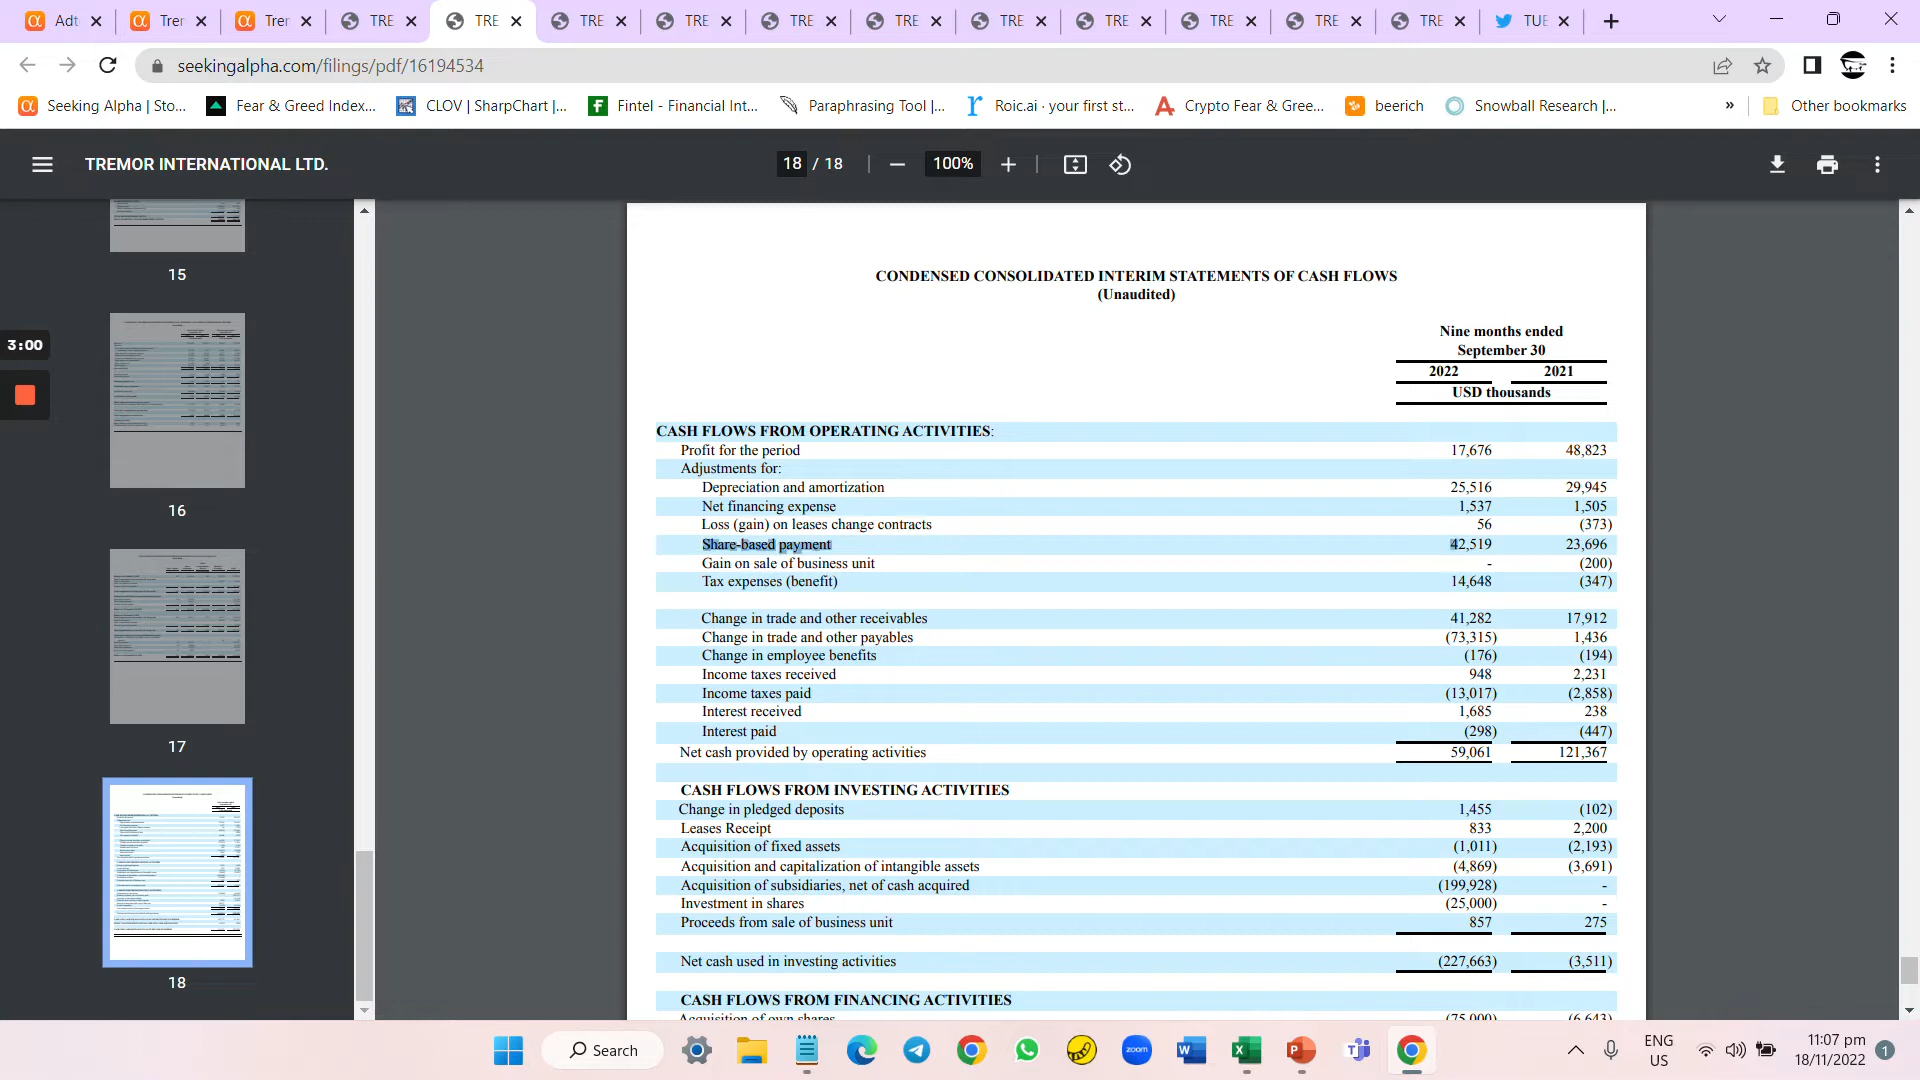 Adt Tremor Trem TRE TRE TRE TRE TRE TRE TRE TRE TRE TRE TRE TUE
seekingalpha.com/filings/pdf/16194534
Seeking Alpha | Sto... Fear & Greed Index... CLOV | SharpChart |... Fintel - Financial Int... Paraphrasing Tool |... Roic.ai · your first st... Crypto Fear & Gree... beerich Snowball Research |... » Other bookmarks
TREMOR INTERNATIONAL LTD. 18 / 18 100%
15
16
17
18
3:00
CONDENSED CONSOLIDATED INTERIM STATEMENTS OF CASH FLOWS
(Unaudited)
Nine months ended
September 30
2022 2021
USD thousands
CASH FLOWS FROM OPERATING ACTIVITIES:
Profit for the period 17,676 48,823
Adjustments for:
Depreciation and amortization 25,516 29,945
Net financing expense 1,537 1,505
Loss (gain) on leases change contracts 56 (373)
Share-based payment 42,519 23,696
Gain on sale of business unit - (200)
Tax expenses (benefit) 14,648 (347)
Change in trade and other receivables 41,282 17,912
Change in trade and other payables (73,315) 1,436
Change in employee benefits (176) (194)
Income taxes received 948 2,231
Income taxes paid (13,017) (2,858)
Interest received 1,685 238
Interest paid (298) (447)
Net cash provided by operating activities 59,061 121,367
CASH FLOWS FROM INVESTING ACTIVITIES
Change in pledged deposits 1,455 (102)
Leases Receipt 833 2,200
Acquisition of fixed assets (1,011) (2,193)
Acquisition and capitalization of intangible assets (4,869) (3,691)
Acquisition of subsidiaries, net of cash acquired (199,928) -
Investment in shares (25,000) -
Proceeds from sale of business unit 857 275
Net cash used in investing activities (227,663) (3,511)
CASH FLOWS FROM FINANCING ACTIVITIES
Acquisition of own shares (75,000) (6,643)
Search zoom ENG
US 11:07 pm
18/11/2022 1